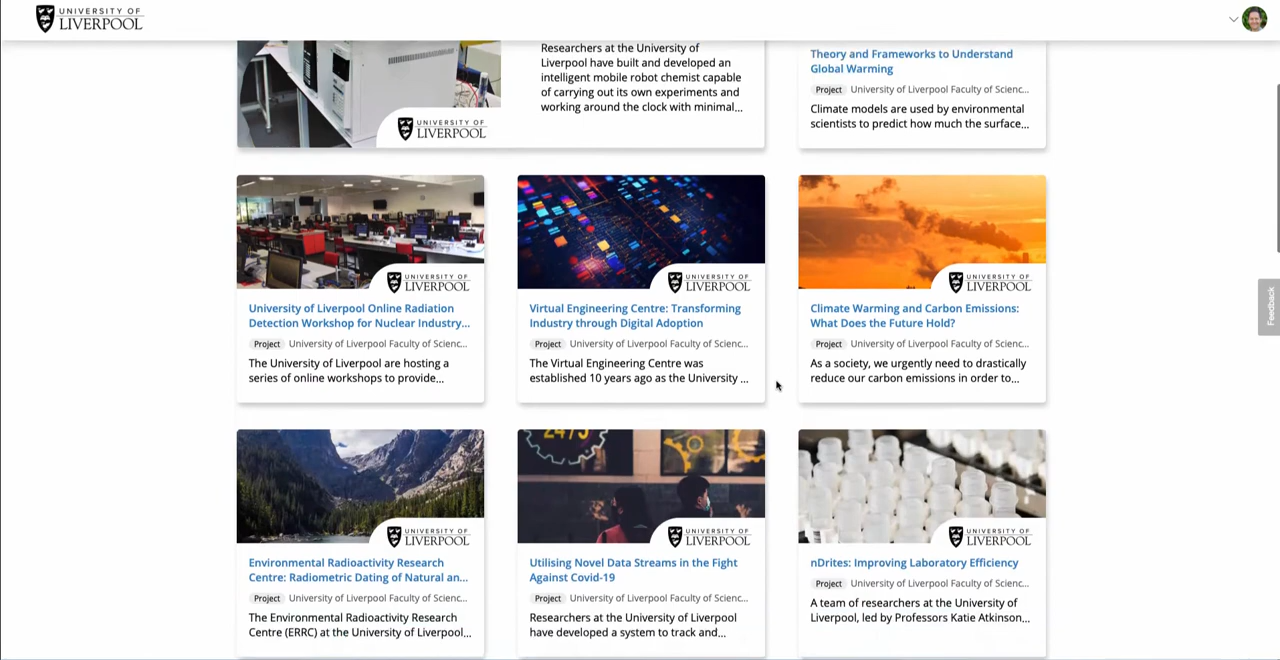 UNIVERSITY OF
LIVERPOOL
Researchers at the University of
Liverpool have built and developed an
intelligent mobile robot chemist capable
of carrying out its own experiments and
working around the clock with minimal...
UNIVERSITY OF
LIVERPOOL
Theory and Frameworks to Understand
Global Warming
Project University of Liverpool Faculty of Scienc...
Climate models are used by environmental
scientists to predict how much the surface...
UNIVERSITY OF
LIVERPOOL
University of Liverpool Online Radiation
Detection Workshop for Nuclear Industry...
Project University of Liverpool Faculty of Scienc...
The University of Liverpool are hosting a
series of online workshops to provide...
UNIVERSITY OF
LIVERPOOL
Virtual Engineering Centre: Transforming
Industry through Digital Adoption
Project University of Liverpool Faculty of Scienc...
The Virtual Engineering Centre was
established 10 years ago as the University ...
UNIVERSITY OF
LIVERPOOL
Climate Warming and Carbon Emissions:
What Does the Future Hold?
Project University of Liverpool Faculty of Scienc...
As a society, we urgently need to drastically
reduce our carbon emissions in order to...
Feedback
UNIVERSITY OF
LIVERPOOL
Environmental Radioactivity Research
Centre: Radiometric Dating of Natural an...
Project University of Liverpool Faculty of Scienc...
The Environmental Radioactivity Research
Centre (ERRC) at the University of Liverpool...
24/5
UNIVERSITY OF
LIVERPOOL
Utilising Novel Data Streams in the Fight
Against Covid-19
Project University of Liverpool Faculty of Scienc...
Researchers at the University of Liverpool
have developed a system to track and...
UNIVERSITY OF
LIVERPOOL
nDrites: Improving Laboratory Efficiency
Project University of Liverpool Faculty of Scienc...
A team of researchers at the University of
Liverpool, led by Professors Katie Atkinson...